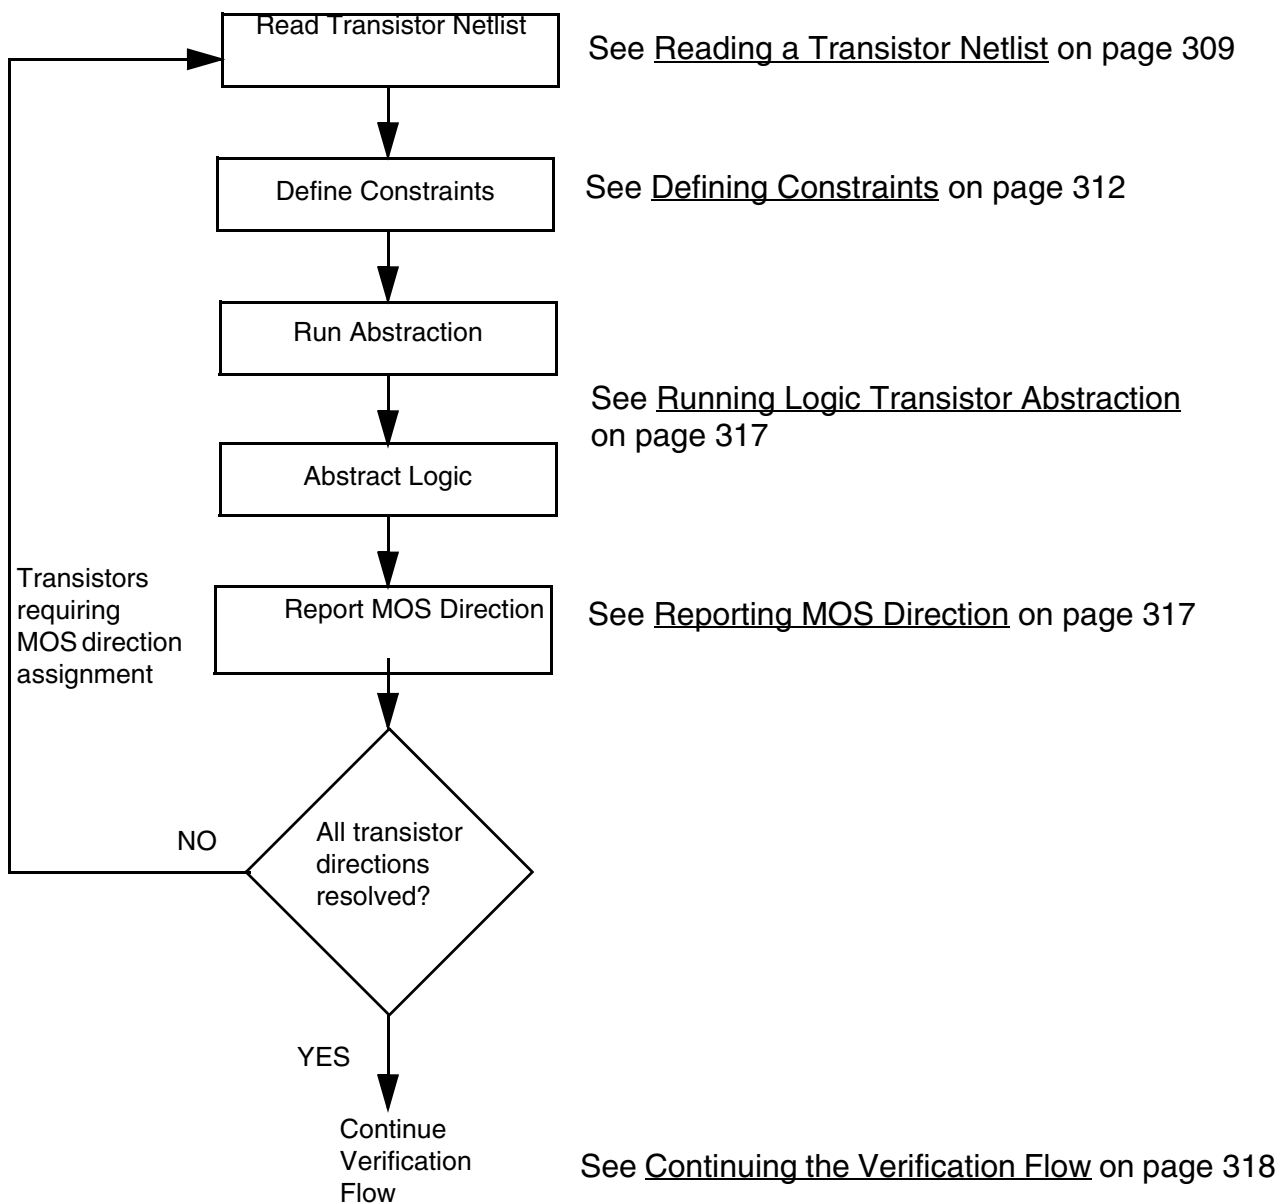 Read Transistor Netlist
See Reading a Transistor Netlist on page 309
Define Constraints
See Defining Constraints on page 312
Run Abstraction
See Running Logic Transistor Abstraction
on page 317
Abstract Logic
Transistors
requiring
MOS direction
assignment
Report MOS Direction
See Reporting MOS Direction on page 317
NO
All transistor
directions
resolved?
YES
Continue
Verification
Flow
See Continuing the Verification Flow on page 318